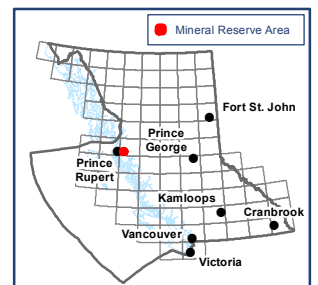 Mineral Reserve Area
Fort St. John
Prince
George
Prince
Rupert
Kamloops
Cranbrook
Vancouver
Victoria